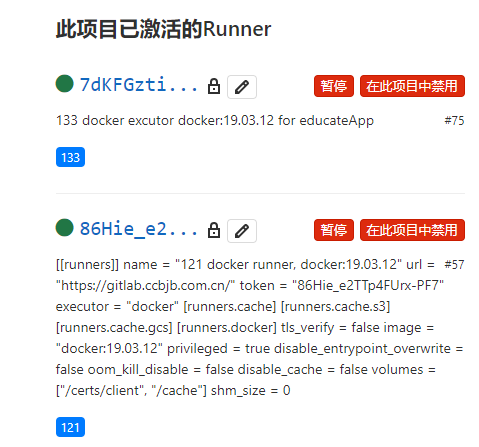 此项目已激活的Runner
7dKFGzti...
暂停 在此项目中禁用
133 docker excutor docker:19.03.12 for educateApp #75
133
86Hie_e2...
暂停 在此项目中禁用
[[runners]] name = "121 docker runner, docker:19.03.12" url = #57
"https://gitlab.ccbjb.com.cn/" token = "86Hie_e2TTp4FUrx-PF7"
executor = "docker" [runners.cache] [runners.cache.s3]
[runners.cache.gcs] [runners.docker] tls_verify = false image =
"docker:19.03.12" privileged = true disable_entrypoint_overwrite =
false oom_kill_disable = false disable_cache = false volumes =
["/certs/client", "/cache"] shm_size = 0
121